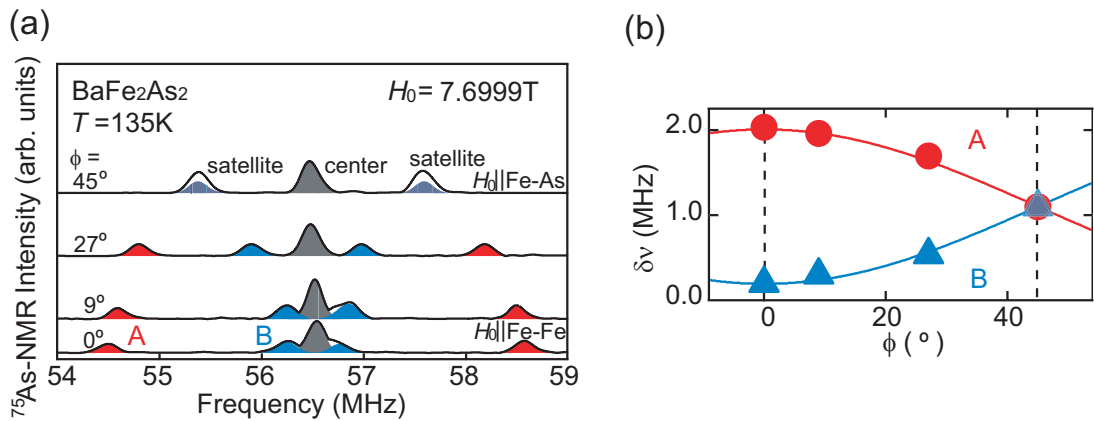 (a)
BaFe2As2
H0 = 7.6999T
T =135K
ϕ =
45º
satellite
center
satellite
H0||Fe-As
27º
9º
0º
A
B
H0||Fe-Fe
54
55
56
57
58
59
Frequency (MHz)
75As-NMR Intensity (arb. units)
(b)
2.0
1.0
0.0
δν (MHz)
A
B
0
20
40
ϕ ( º )